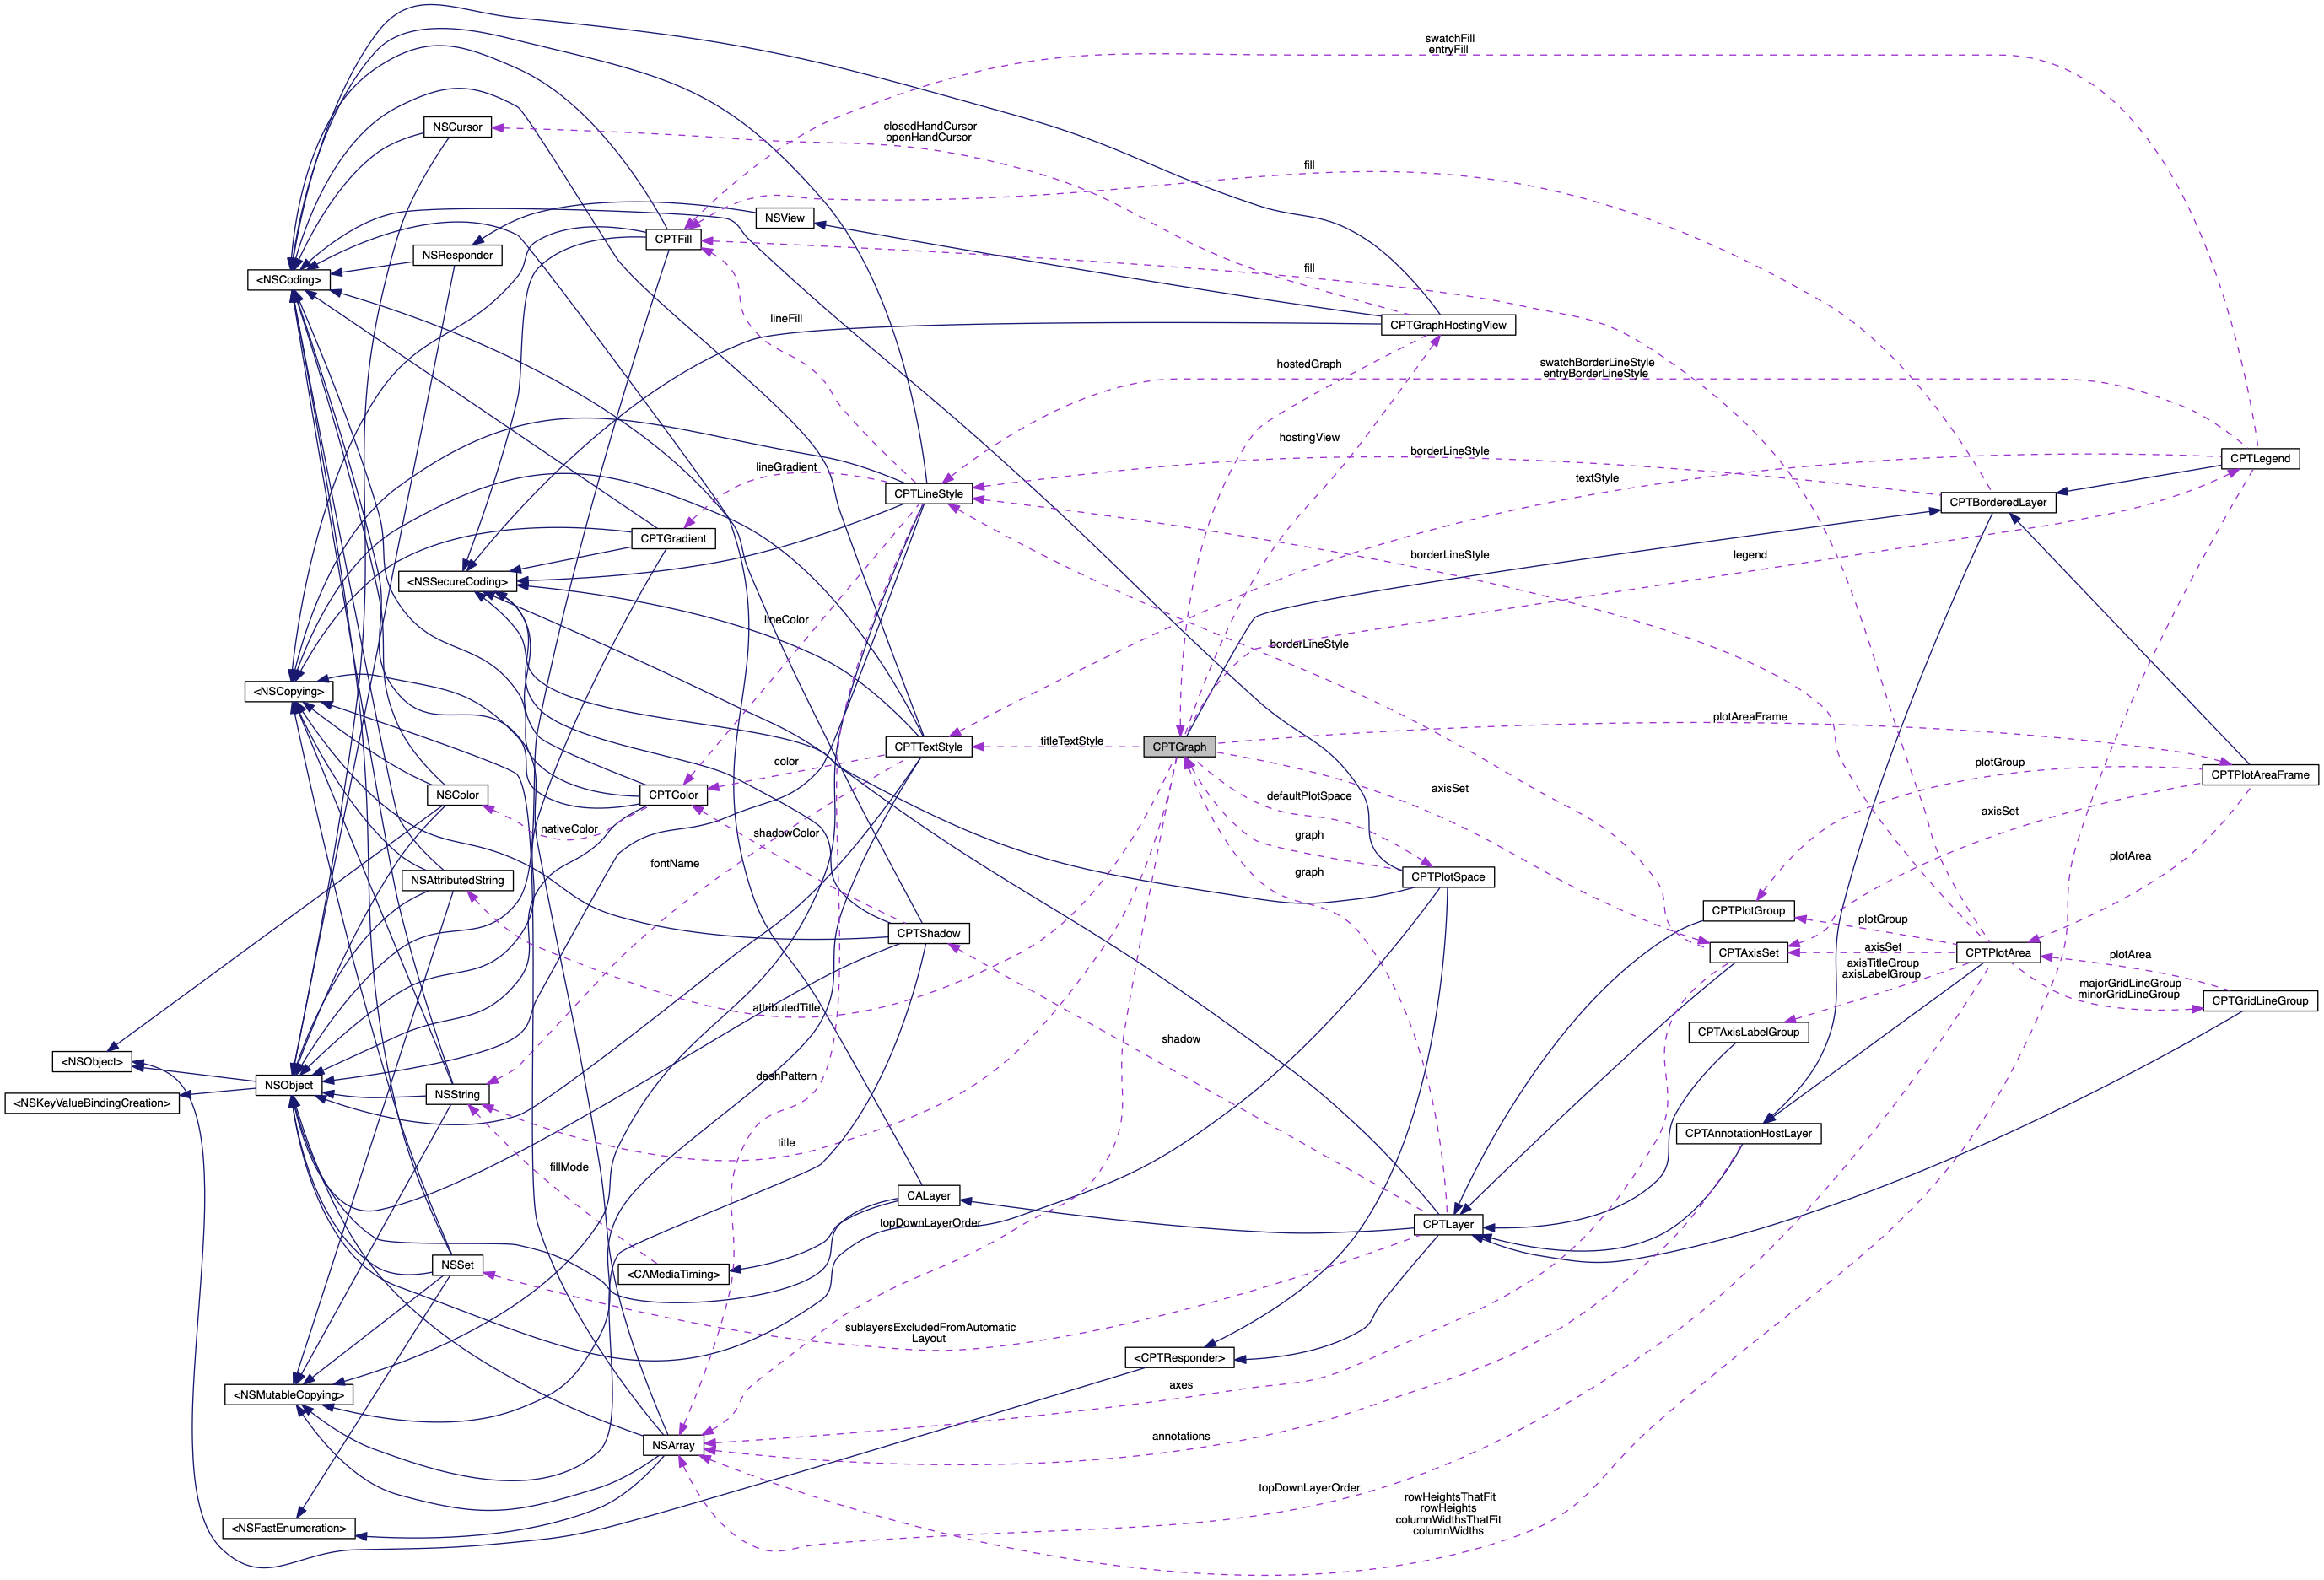 swatchFill
entryFill
NSCursor
closedHandCursor
openHandCursor
fill
NSView
CPTFill
NSResponder
fill
<NSCoding>
lineFill
CPTGraphHostingView
hostedGraph
swatchBorderLineStyle
entryBorderLineStyle
hostingView
borderLineStyle
CPTLegend
lineGradient
textStyle
CPTLineStyle
CPTBorderedLayer
CPTGradient
borderLineStyle
legend
<NSSecureCoding>
lineColor
borderLineStyle
<NSCopying>
plotAreaFrame
titleTextStyle
CPTTextStyle
CPTGraph
color
plotGroup
CPTPlotAreaFrame
axisSet
NSColor
CPTColor
defaultPlotSpace
axisSet
nativeColor
shadowColor
graph
fontName
plotArea
graph
NSAttributedString
CPTPlotSpace
CPTPlotGroup
plotGroup
CPTShadow
axisSet
CPTAxisSet
CPTPlotArea
plotArea
axisTitleGroup
axisLabelGroup
majorGridLineGroup
minorGridLineGroup
CPTGridLineGroup
attributedTitle
CPTAxisLabelGroup
shadow
<NSObject>
dashPattern
NSObject
NSString
<NSKeyValueBindingCreation>
CPTAnnotationHostLayer
title
fillMode
CALayer
topDownLayerOrder
CPTLayer
NSSet
<CAMediaTiming>
sublayersExcludedFromAutomatic
Layout
<CPTResponder>
axes
<NSMutableCopying>
annotations
NSArray
topDownLayerOrder
rowHeightsThatFit
rowHeights
columnWidthsThatFit
columnWidths
<NSFastEnumeration>